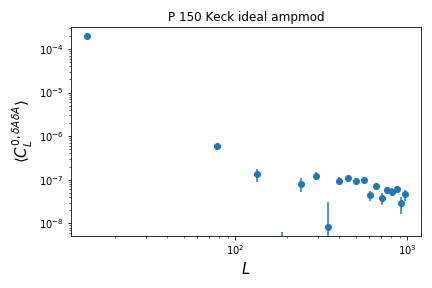 P 150 Keck ideal ampmod
10⁻⁴
10⁻⁵
10⁻⁶
10⁻⁷
10⁻⁸
⟨C_L^{0, δAδA}⟩
10² 10³
L